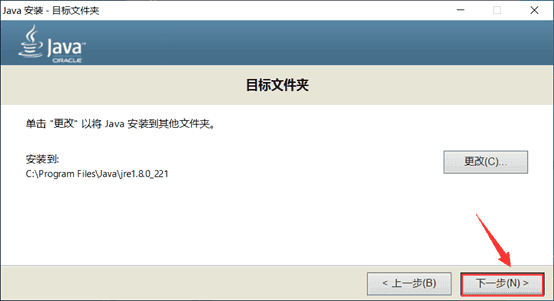 Java 安装 - 目标文件夹
Java
ORACLE
目标文件夹
单击 "更改" 以将 Java 安装到其他文件夹。
安装到:
C:\Program Files\Java\jre1.8.0_221
更改(C)...
< 上一步(B)
下一步(N) >